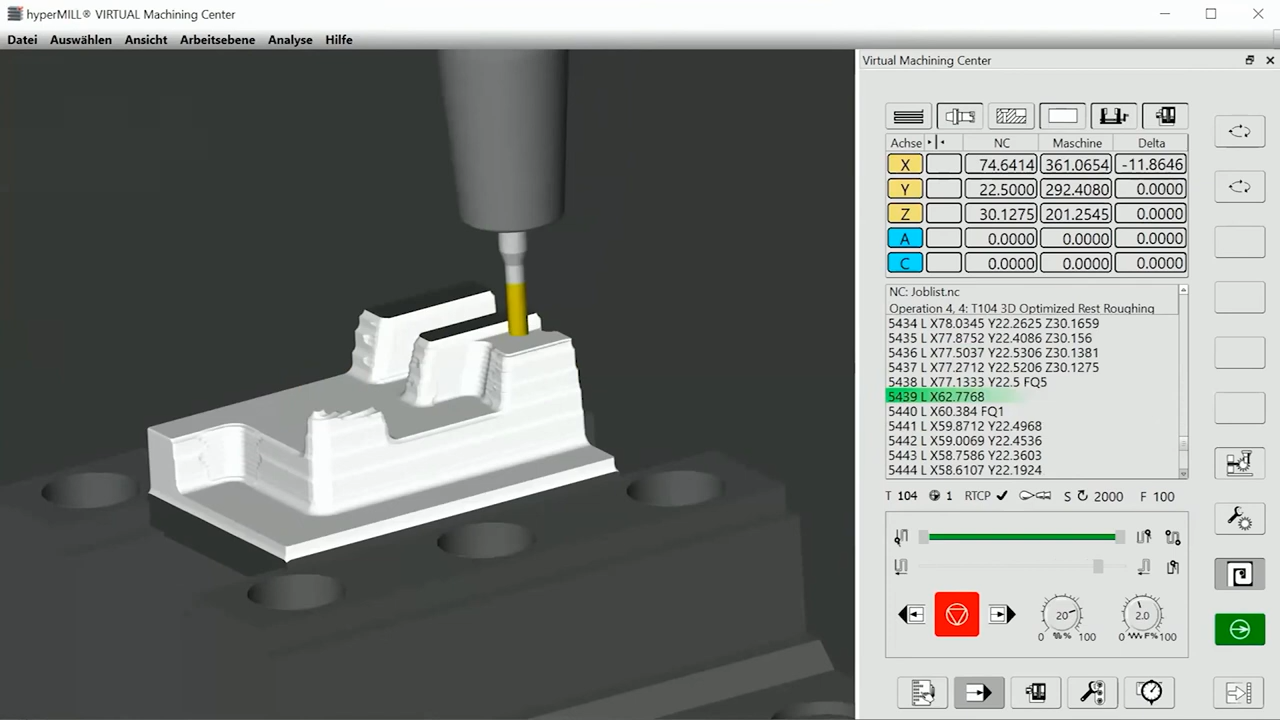 hyperMILL® VIRTUAL Machining Center
Datei Auswählen Ansicht Arbeitsebene Analyse Hilfe
Virtual Machining Center
Achse NC Maschine Delta
X 74.6414 361.0654 -11.8646
Y 22.5000 292.4080 0.0000
Z 30.1275 201.2545 0.0000
A 0.0000 0.0000 0.0000
C 0.0000 0.0000 0.0000
NC: Joblist.nc
Operation 4, 4: T104 3D Optimized Rest Roughing
5434 L X78.0345 Y22.2625 Z30.1659
5435 L X77.8752 Y22.4086 Z30.156
5436 L X77.5037 Y22.5306 Z30.1381
5437 L X77.2712 Y22.5206 Z30.1275
5438 L X77.1333 Y22.5 FQ5
5439 L X62.7768
5440 L X60.384 FQ1
5441 L X59.8712 Y22.4968
5442 L X59.0069 Y22.4536
5443 L X58.7586 Y22.3603
5444 L X58.6107 Y22.1924
T 104 1 RTCP S 2000 F 100
20 2.0
0 % 100 0 F% 100